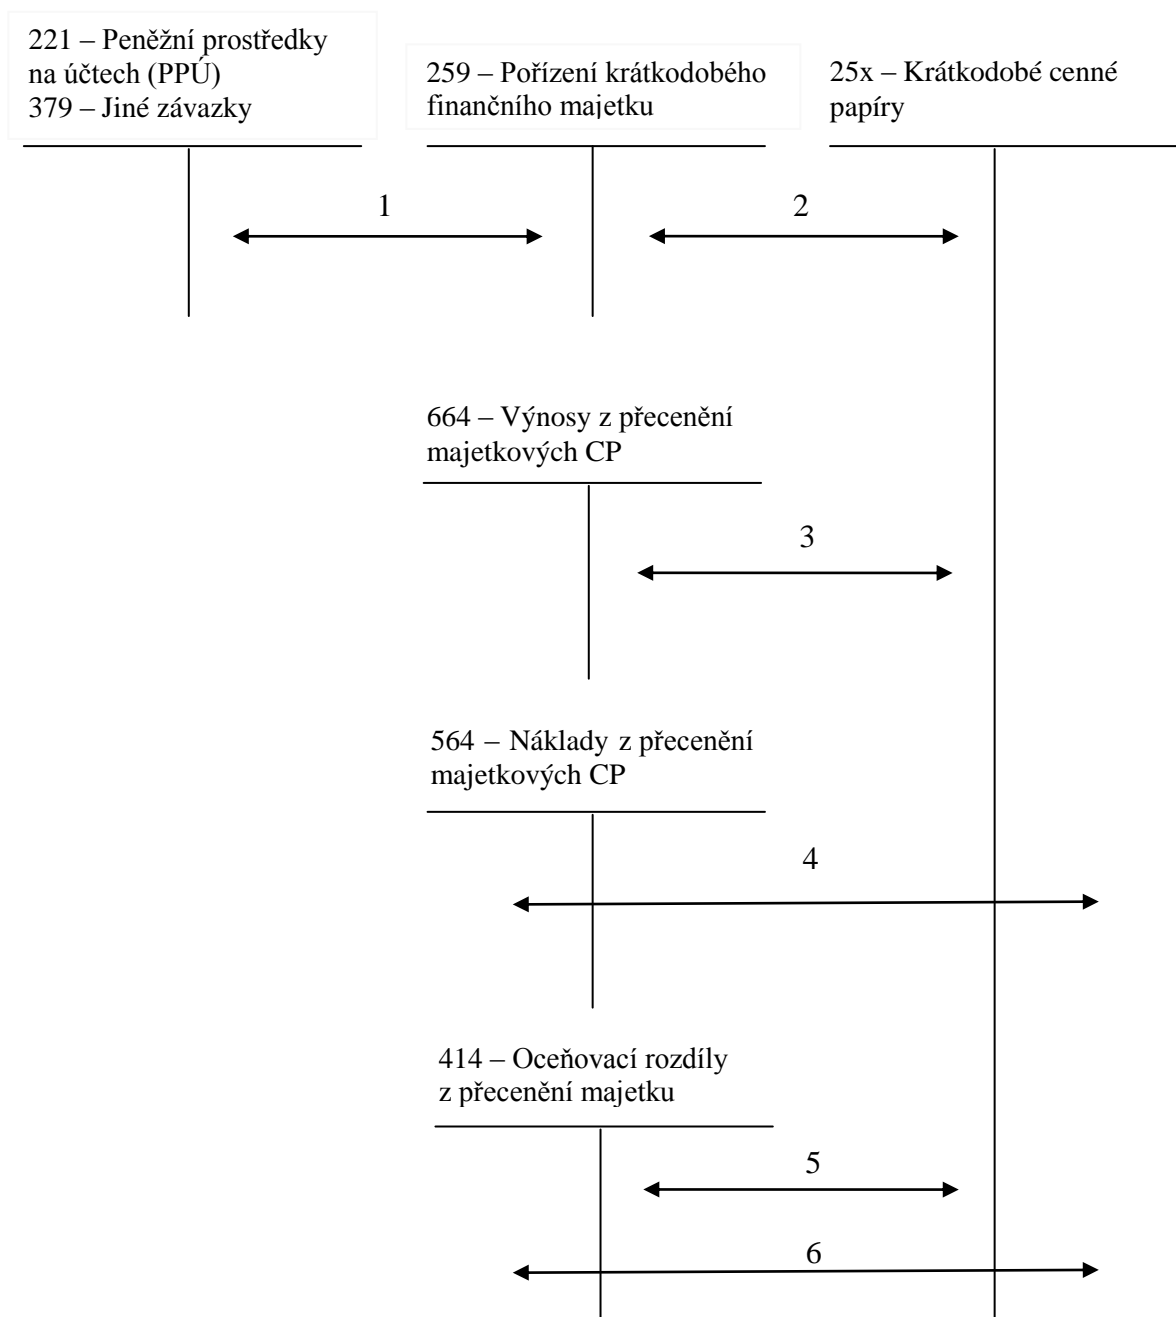 221 – Peněžní prostředky
na účtech (PPÚ)
379 – Jiné závazky
259 – Pořízení krátkodobého
finančního majetku
25x – Krátkodobé cenné
papíry
1
2
664 – Výnosy z přecenění
majetkových CP
3
564 – Náklady z přecenění
majetkových CP
4
414 – Oceňovací rozdíly
z přecenění majetku
5
6